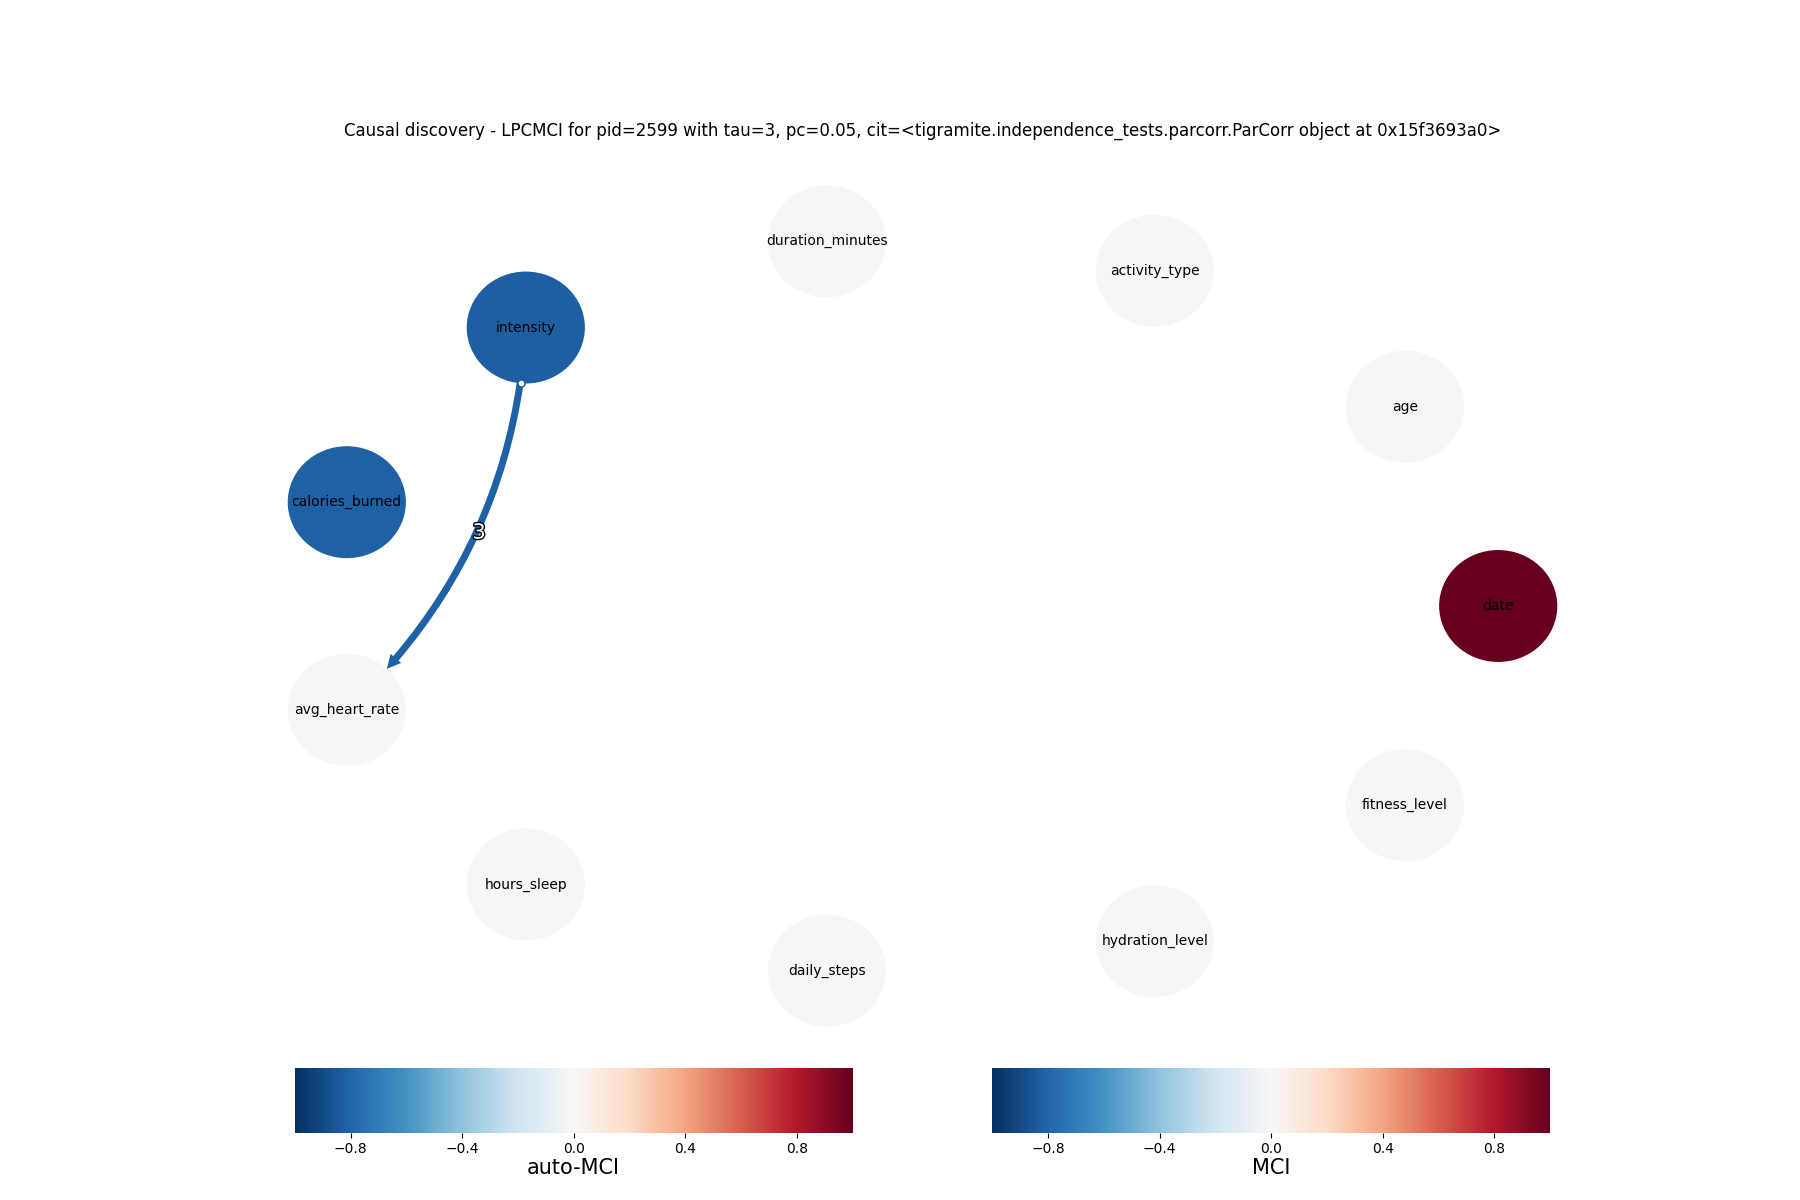 Causal discovery - LPCMCI for pid=2599 with tau=3, pc=0.05, cit=<tigramite.independence_tests.parcorr.ParCorr object at 0x15f3693a0>
duration_minutes
activity_type
intensity
age
calories_burned
3
date
avg_heart_rate
fitness_level
hours_sleep
hydration_level
daily_steps
−0.8 −0.4 0.0 0.4 0.8
auto-MCI
−0.8 −0.4 0.0 0.4 0.8
MCI